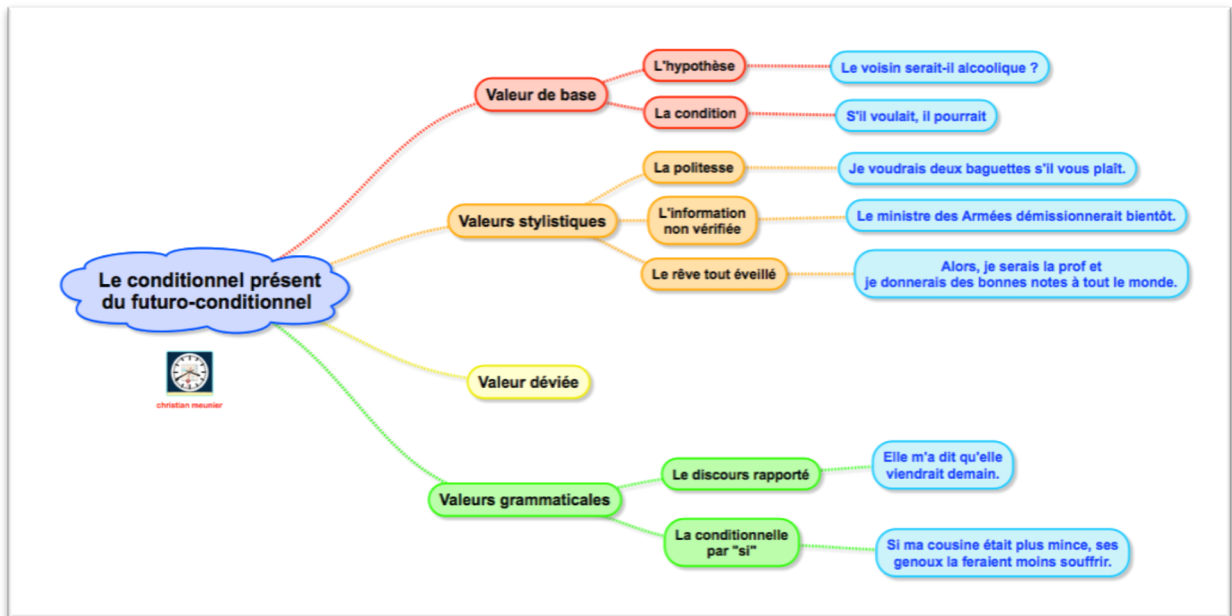 L'hypothèse
Le voisin serait-il alcoolique ?
Valeur de base
La condition
S'il voulait, il pourrait
La politesse
Je voudrais deux baguettes s'il vous plaît.
Valeurs stylistiques
L'information
non vérifiée
Le ministre des Armées démissionnerait bientôt.
Le rêve tout éveillé
Alors, je serais la prof et
je donnerais des bonnes notes à tout le monde.
Le conditionnel présent
du futuro-conditionnel
christian meunier
Valeur déviée
Valeurs grammaticales
Le discours rapporté
Elle m'a dit qu'elle
viendrait demain.
La conditionnelle
par "si"
Si ma cousine était plus mince, ses
genoux la feraient moins souffrir.